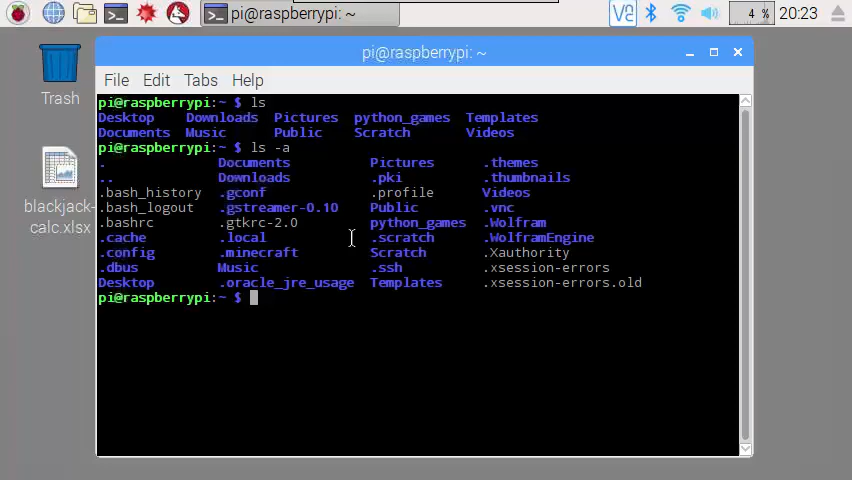 pi@raspberrypi: ~
4 %
20:23
Trash
blackjack-
calc.xlsx
pi@raspberrypi: ~
File Edit Tabs Help
pi@raspberrypi:~ $ ls
Desktop Downloads Pictures python_games Templates
Documents Music Public Scratch Videos
pi@raspberrypi:~ $ ls -a
. Documents Pictures .themes
.. Downloads .pki .thumbnails
.bash_history .gconf .profile Videos
.bash_logout .gstreamer-0.10 Public .vnc
.bashrc .gtkrc-2.0 python_games .Wolfram
.cache .local .scratch .WolframEngine
.config .minecraft Scratch .Xauthority
.dbus Music .ssh .xsession-errors
Desktop .oracle_jre_usage Templates .xsession-errors.old
pi@raspberrypi:~ $